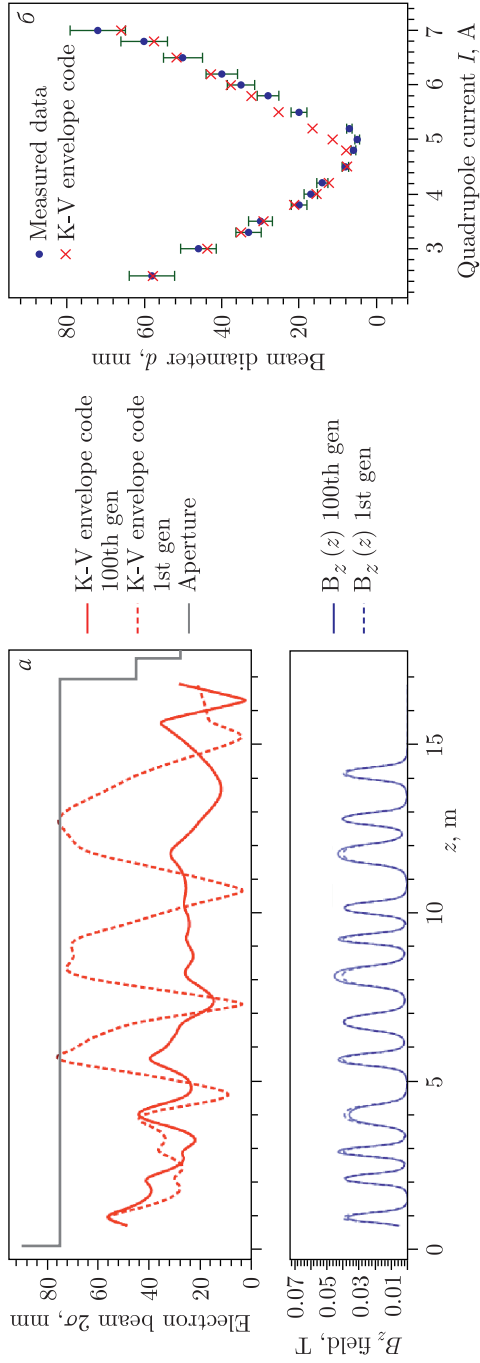 a
Electron beam 2σ, mm
0
20
40
60
80
K-V envelope code
100th gen
K-V envelope code
1st gen
Aperture
B_z field, T
0.01
0.03
0.05
0.07
0
5
10
15
z, m
B_z (z) 100th gen
B_z (z) 1st gen
б
Measured data
K-V envelope code
Beam diameter d, mm
0
20
40
60
80
3
4
5
6
7
Quadrupole current I, A